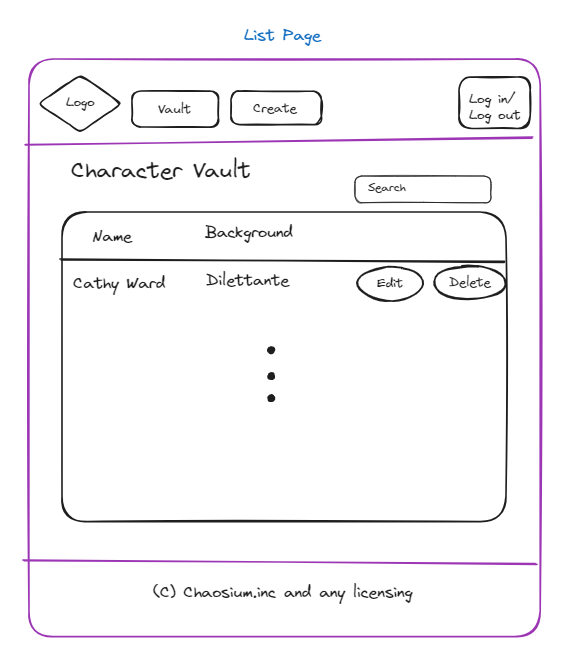 List Page
Logo
Vault
Create
Log in/
Log out
Character Vault
Search
Name
Background
Cathy Ward
Dilettante
Edit
Delete
(C) Chaosium.inc and any licensing